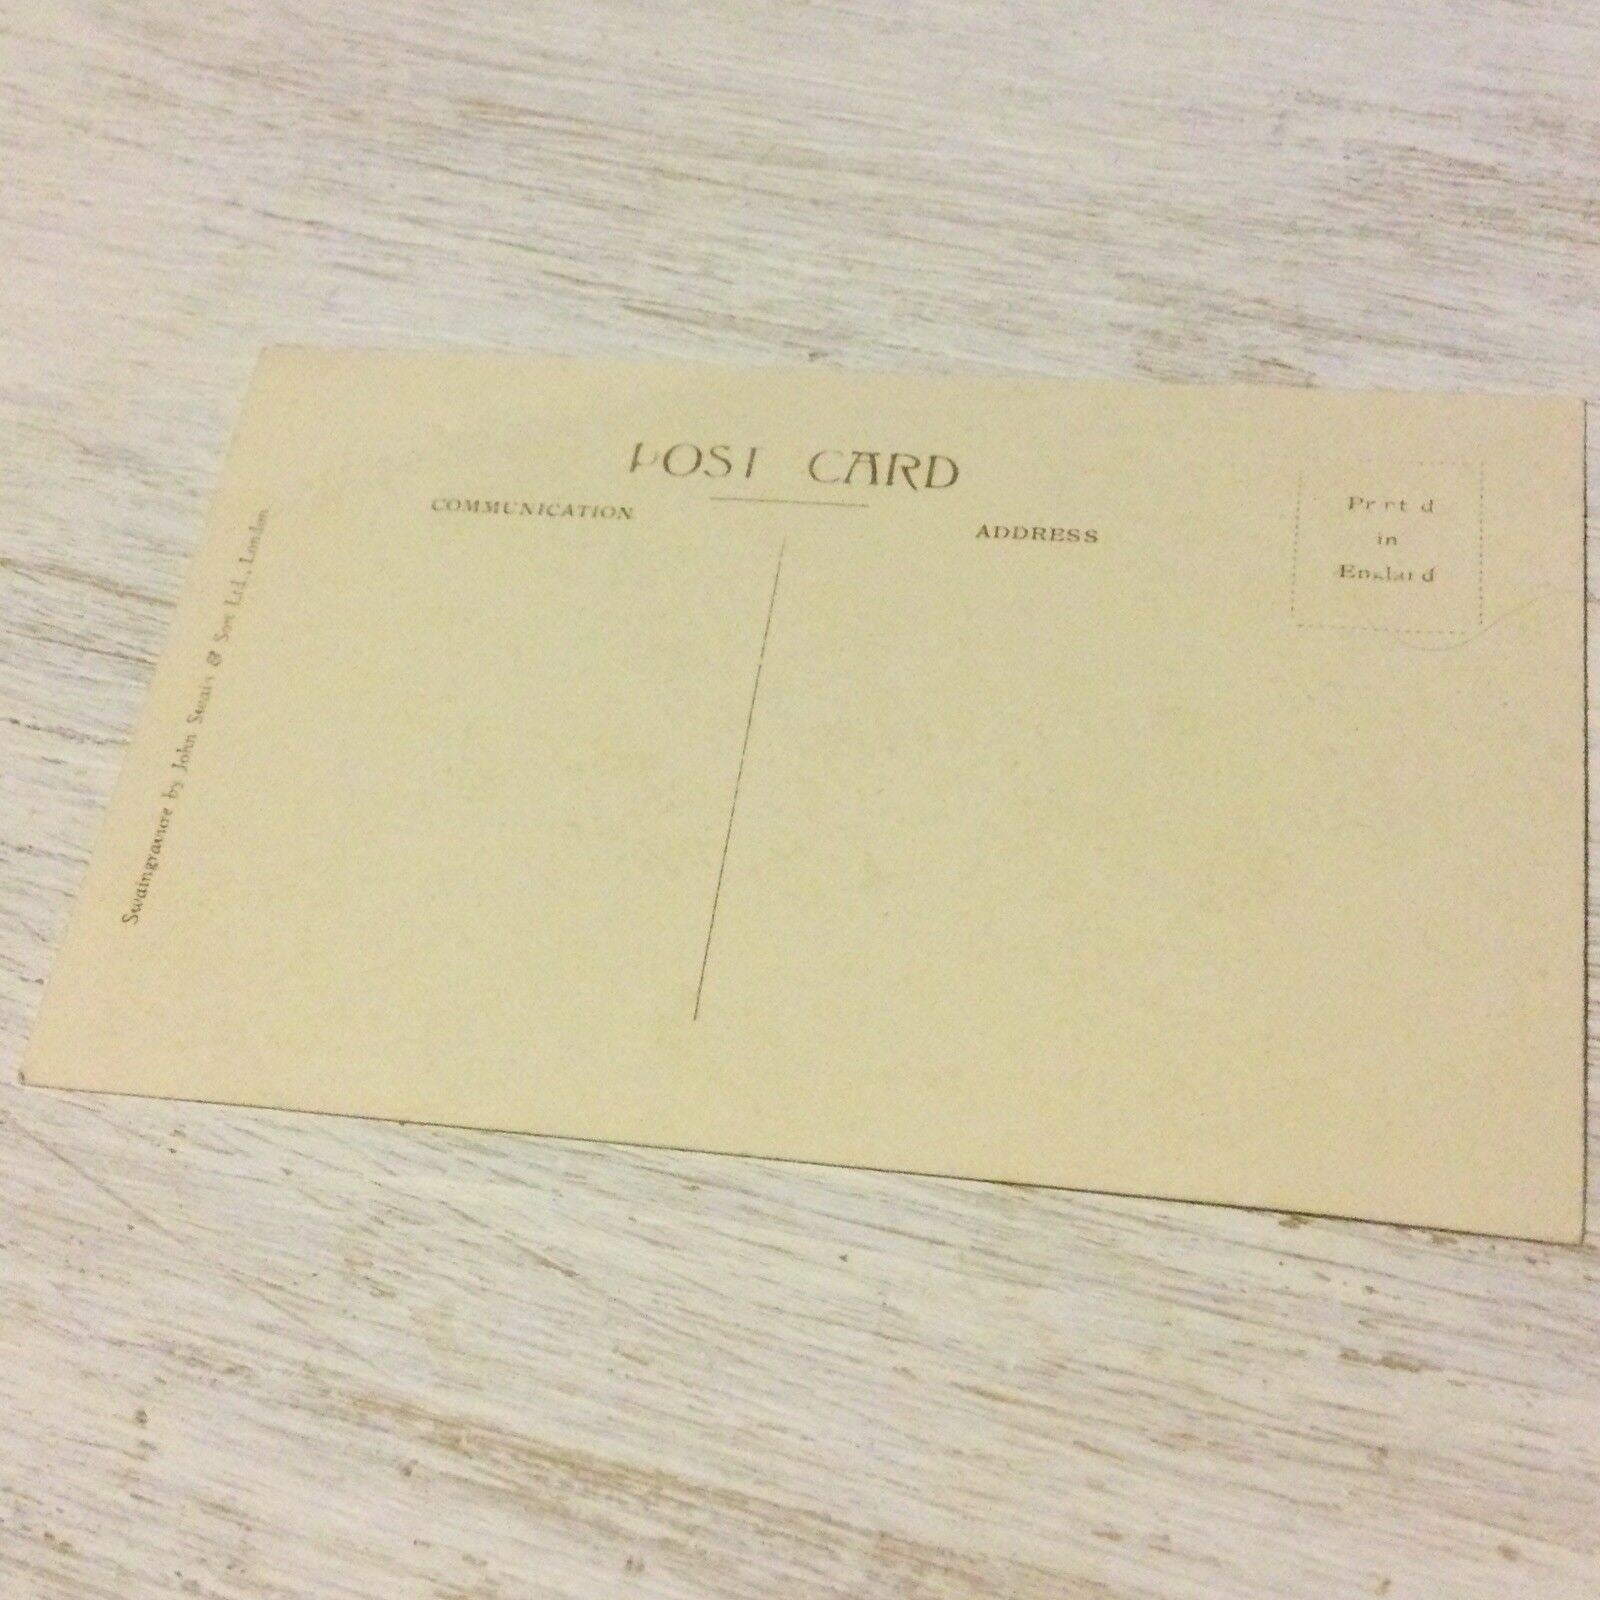 POST CARD
COMMUNICATION
ADDRESS
Printed
in
England
Swaingravure by John Swain & Son Ltd., London